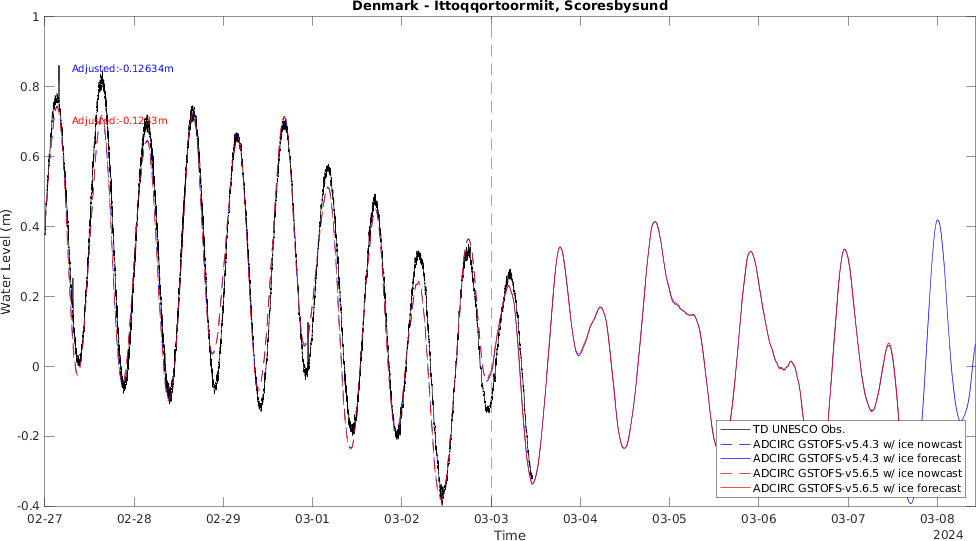 Denmark - Ittoqqortoormiit, Scoresbysund
1
0.8
0.6
0.4
0.2
0
-0.2
-0.4
Water Level (m)
Adjusted:-0.12634m
TD UNESCO Obs.
ADCIRC GSTOFS-v5.4.3 w/ ice nowcast
ADCIRC GSTOFS-v5.4.3 w/ ice forecast
ADCIRC GSTOFS-v5.6.5 w/ ice nowcast
ADCIRC GSTOFS-v5.6.5 w/ ice forecast
02-27 02-28 02-29 03-01 03-02 03-03 03-04 03-05 03-06 03-07 03-08
Time
2024